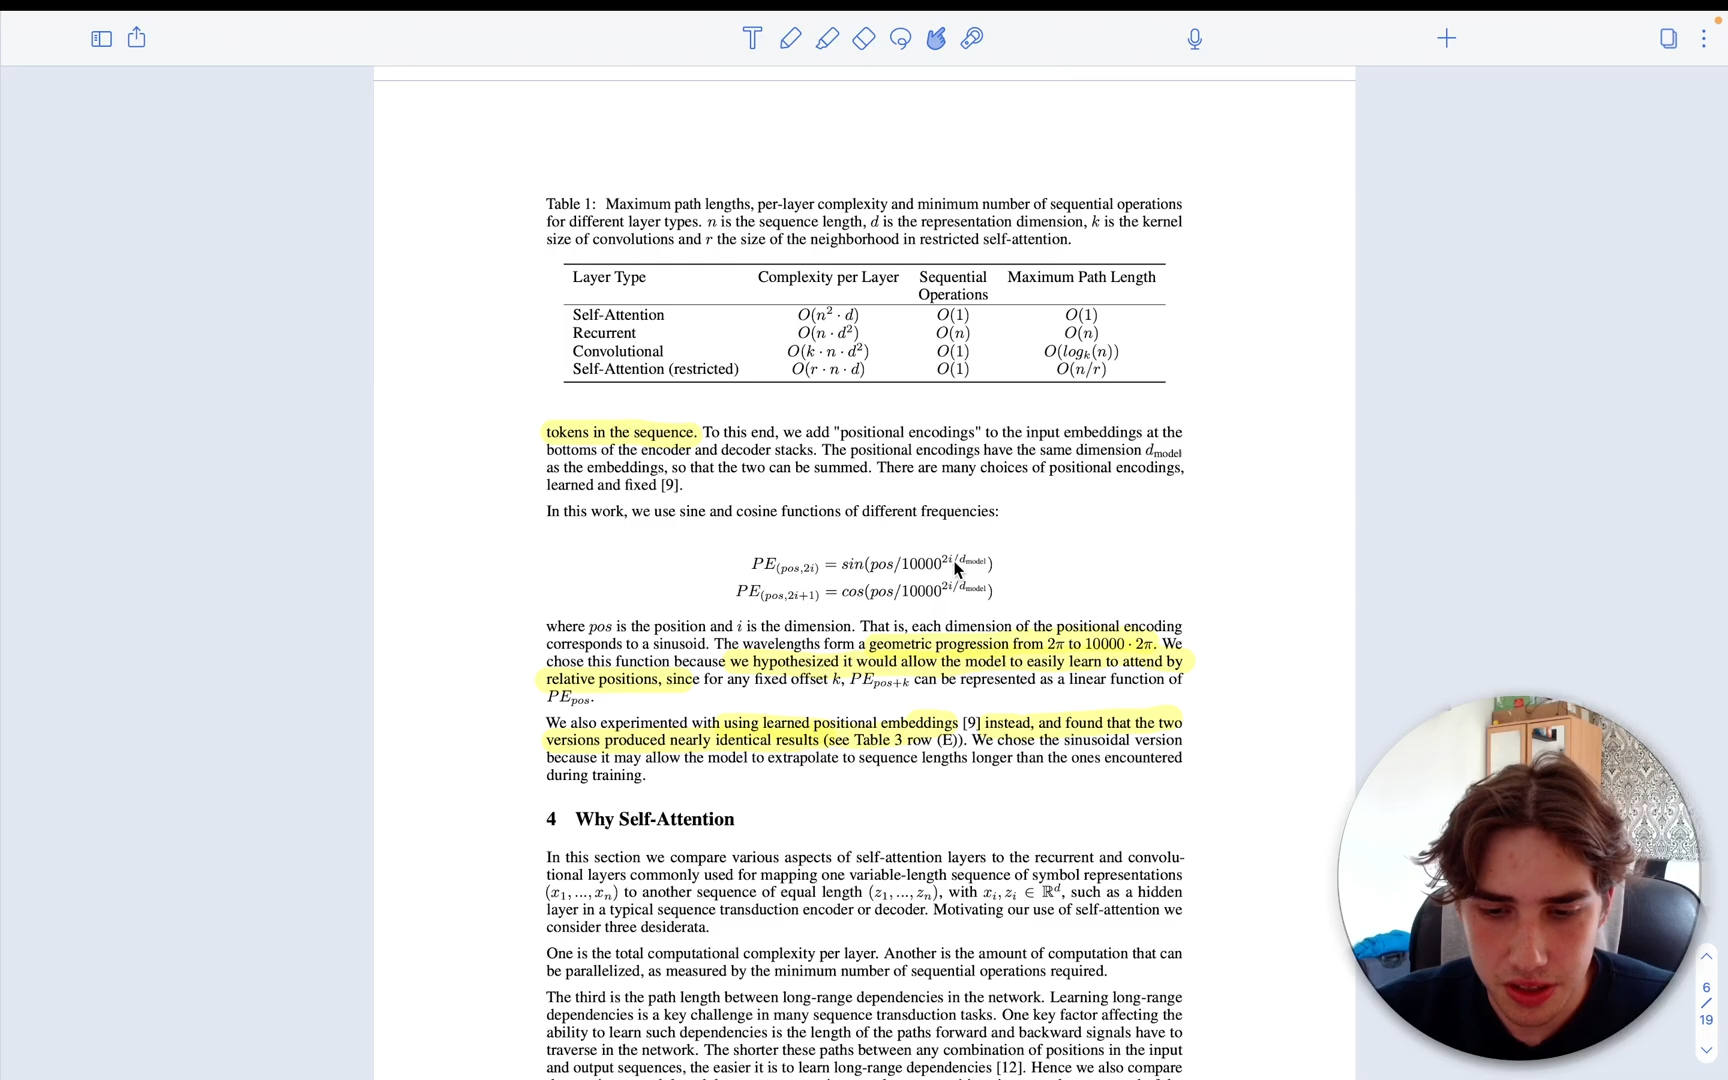 Table 1: Maximum path lengths, per-layer complexity and minimum number of sequential operations
for different layer types. n is the sequence length, d is the representation dimension, k is the kernel
size of convolutions and r the size of the neighborhood in restricted self-attention.
Layer Type Complexity per Layer Sequential Maximum Path Length
Operations
Self-Attention O(n² · d) O(1) O(1)
Recurrent O(n · d²) O(n) O(n)
Convolutional O(k · n · d²) O(1) O(logₖ(n))
Self-Attention (restricted) O(r · n · d) O(1) O(n/r)
tokens in the sequence. To this end, we add "positional encodings" to the input embeddings at the
bottoms of the encoder and decoder stacks. The positional encodings have the same dimension d_model
as the embeddings, so that the two can be summed. There are many choices of positional encodings,
learned and fixed [9].
In this work, we use sine and cosine functions of different frequencies:
PE_(pos,2i) = sin(pos/10000^(2i/d_model))
PE_(pos,2i+1) = cos(pos/10000^(2i/d_model))
where pos is the position and i is the dimension. That is, each dimension of the positional encoding
corresponds to a sinusoid. The wavelengths form a geometric progression from 2π to 10000 · 2π. We
chose this function because we hypothesized it would allow the model to easily learn to attend by
relative positions, since for any fixed offset k, PE_pos+k can be represented as a linear function of
PE_pos.
We also experimented with using learned positional embeddings [9] instead, and found that the two
versions produced nearly identical results (see Table 3 row (E)). We chose the sinusoidal version
because it may allow the model to extrapolate to sequence lengths longer than the ones encountered
during training.
4 Why Self-Attention
In this section we compare various aspects of self-attention layers to the recurrent and convolu-
tional layers commonly used for mapping one variable-length sequence of symbol representations
(x₁, ..., xₙ) to another sequence of equal length (z₁, ..., zₙ), with xᵢ, zᵢ ∈ ℝᵈ, such as a hidden
layer in a typical sequence transduction encoder or decoder. Motivating our use of self-attention we
consider three desiderata.
One is the total computational complexity per layer. Another is the amount of computation that can
be parallelized, as measured by the minimum number of sequential operations required.
The third is the path length between long-range dependencies in the network. Learning long-range
dependencies is a key challenge in many sequence transduction tasks. One key factor affecting the
ability to learn such dependencies is the length of the paths forward and backward signals have to
traverse in the network. The shorter these paths between any combination of positions in the input
and output sequences, the easier it is to learn long-range dependencies [12]. Hence we also compare
6
/
19